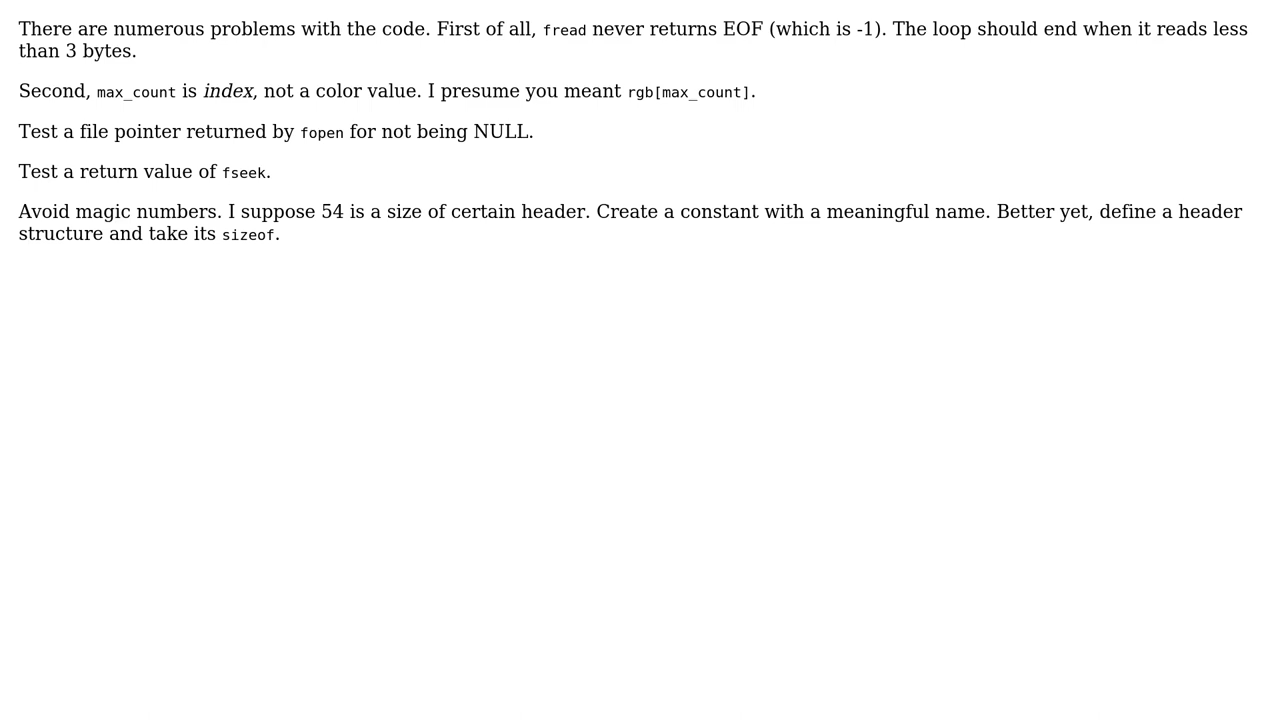 There are numerous problems with the code. First of all, fread never returns EOF (which is -1). The loop should end when it reads less
than 3 bytes.
Second, max_count is index, not a color value. I presume you meant rgb[max_count].
Test a file pointer returned by fopen for not being NULL.
Test a return value of fseek.
Avoid magic numbers. I suppose 54 is a size of certain header. Create a constant with a meaningful name. Better yet, define a header
structure and take its sizeof.